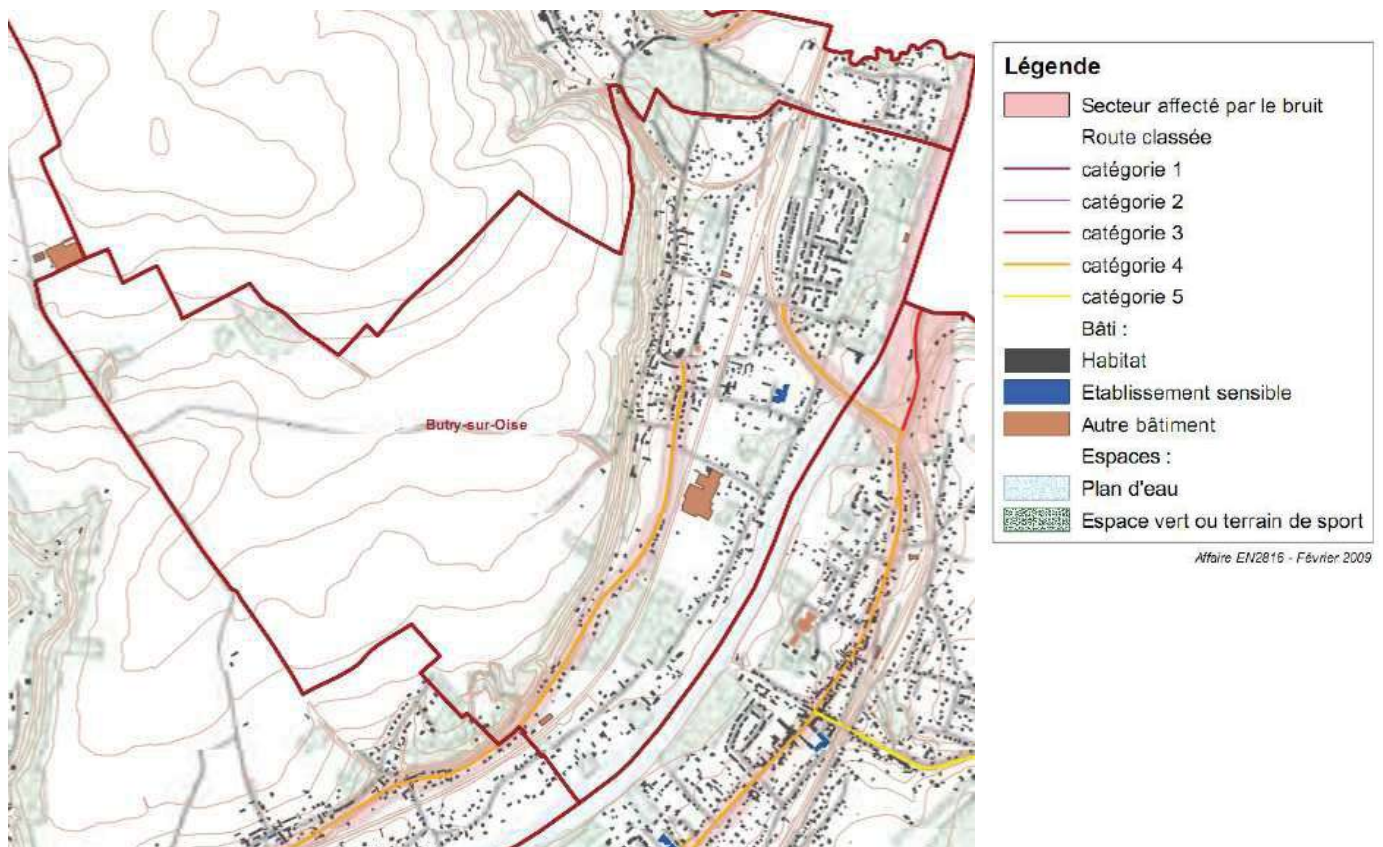 Butry-sur-Oise
Légende
Secteur affecté par le bruit
Route classée
catégorie 1
catégorie 2
catégorie 3
catégorie 4
catégorie 5
Bâti :
Habitat
Etablissement sensible
Autre bâtiment
Espaces :
Plan d'eau
Espace vert ou terrain de sport
Affaire EN2816 - Février 2009